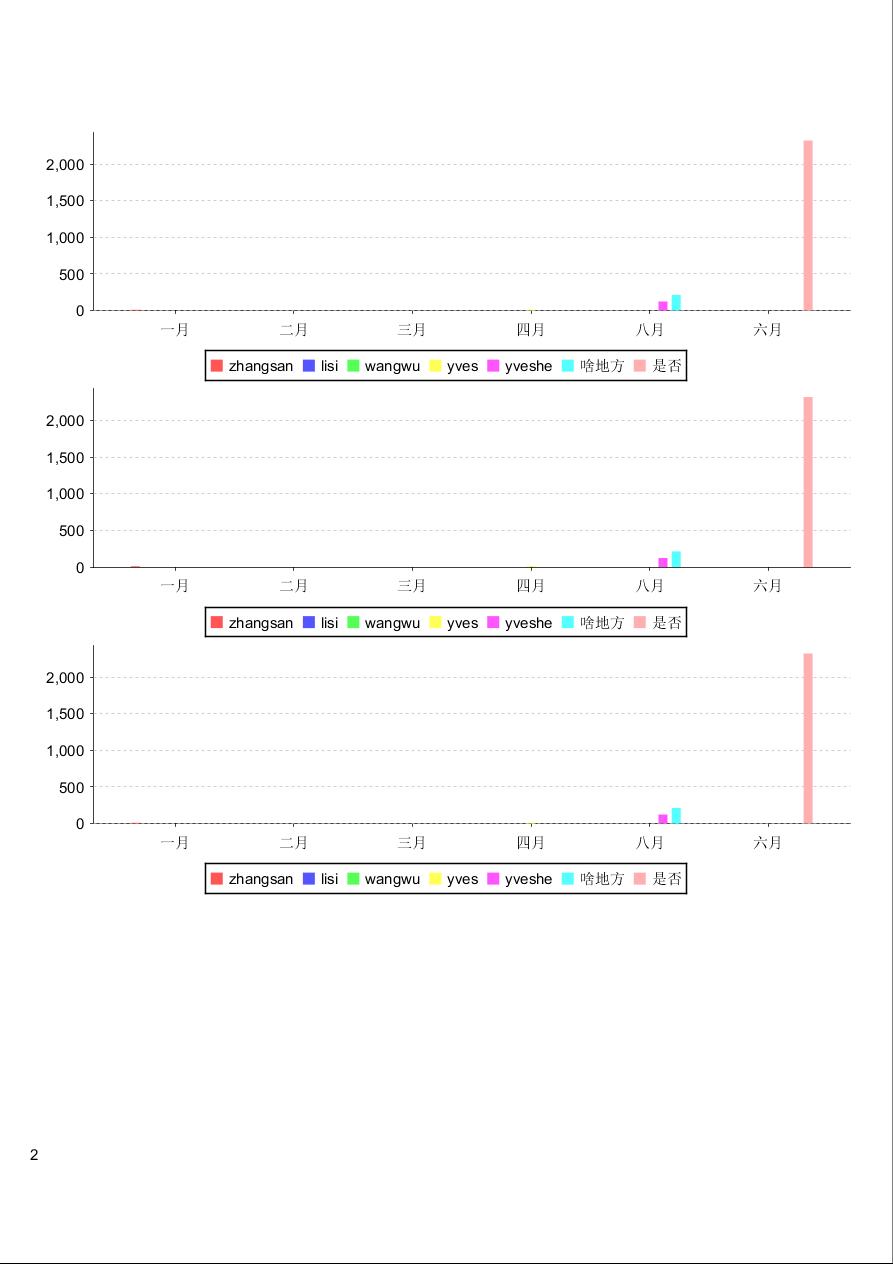 2,000
1,500
1,000
500
0
一月 二月 三月 四月 八月 六月
zhangsan lisi wangwu yves yveshe 啥地方 是否
2,000
1,500
1,000
500
0
一月 二月 三月 四月 八月 六月
zhangsan lisi wangwu yves yveshe 啥地方 是否
2,000
1,500
1,000
500
0
一月 二月 三月 四月 八月 六月
zhangsan lisi wangwu yves yveshe 啥地方 是否
2